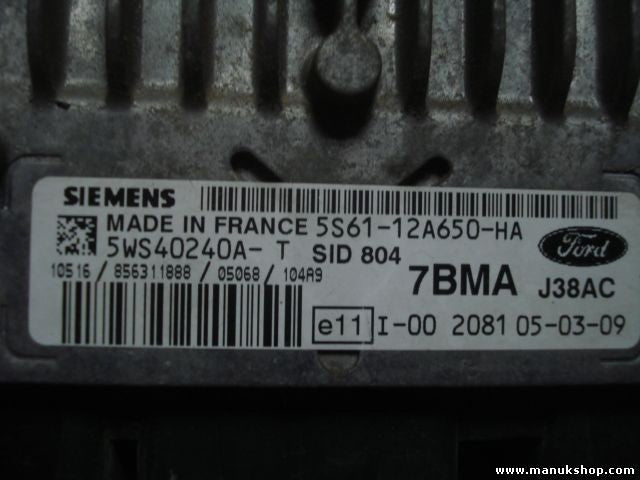 SIEMENS
MADE IN FRANCE 5S61-12A650-HA
5WS40240A- T SID 804
Ford
10516 / 856311888 / 05068 / 104A9
7BMA J38AC
e11 I-00 2081 05-03-09
www.manukshop.com